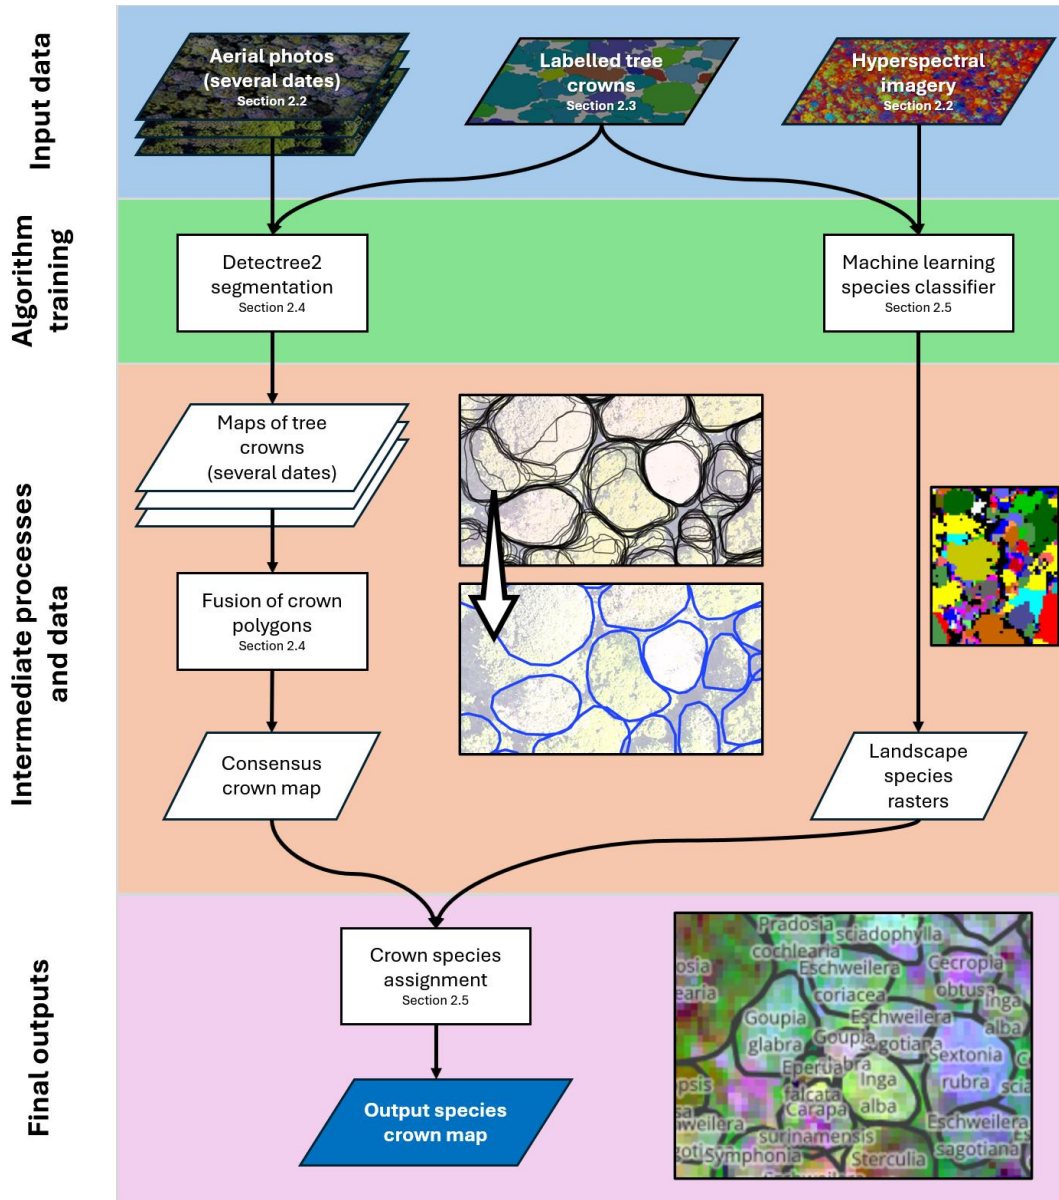 Input data
Aerial photos
(several dates)
Section 2.2
Labelled tree
crowns
Section 2.3
Hyperspectral
imagery
Section 2.2
Algorithm
training
Detectree2
segmentation
Section 2.4
Machine learning
species classifier
Section 2.5
Intermediate processes
and data
Maps of tree
crowns
(several dates)
Fusion of crown
polygons
Section 2.4
Consensus
crown map
Landscape
species
rasters
Final outputs
Crown species
assignment
Section 2.5
Output species
crown map
Pradosia
cochlearia
sciadophylla
Eschweilera
coriacea
Cecropia
obtusa
osia
earia
Inga
alba
Goupia
glabra
Eschweilera
sagotiana
Goupia
Eperua
falcata
Inga
alba
Sextonia
rubra
scia
opsis
Carapa
surinamensis
Eschweilera
sagotiana
weilera
Symphonia
Sterculia